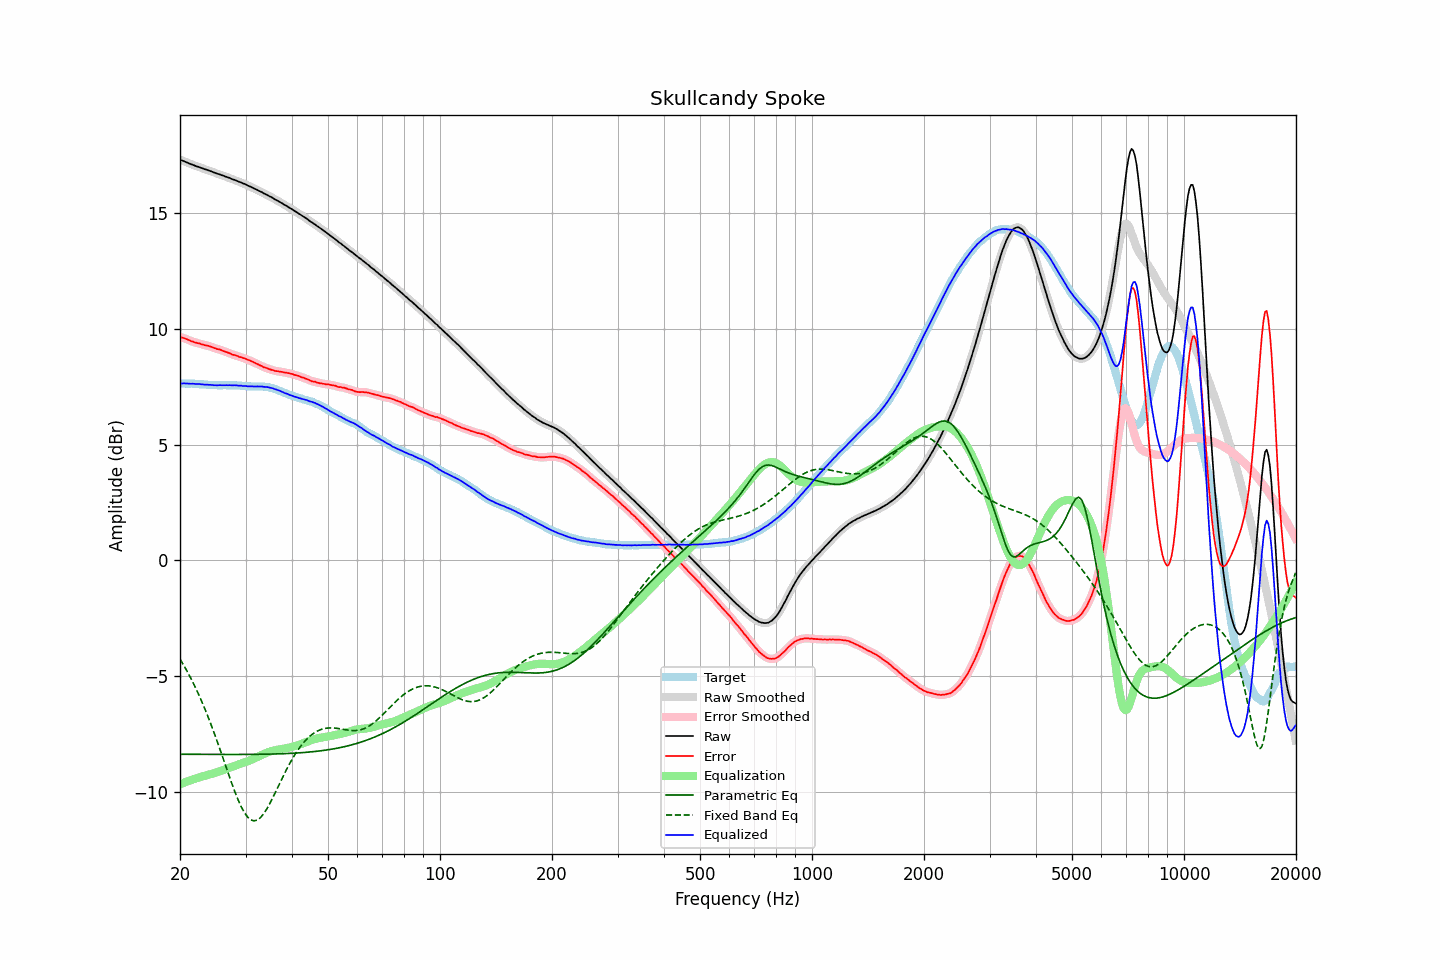 Skullcandy Spoke
Amplitude (dBr)
15
10
5
0
−5
−10
Target
Raw Smoothed
Error Smoothed
Raw
Error
Equalization
Parametric Eq
Fixed Band Eq
Equalized
20 50 100 200 500 1000 2000 5000 10000 20000
Frequency (Hz)